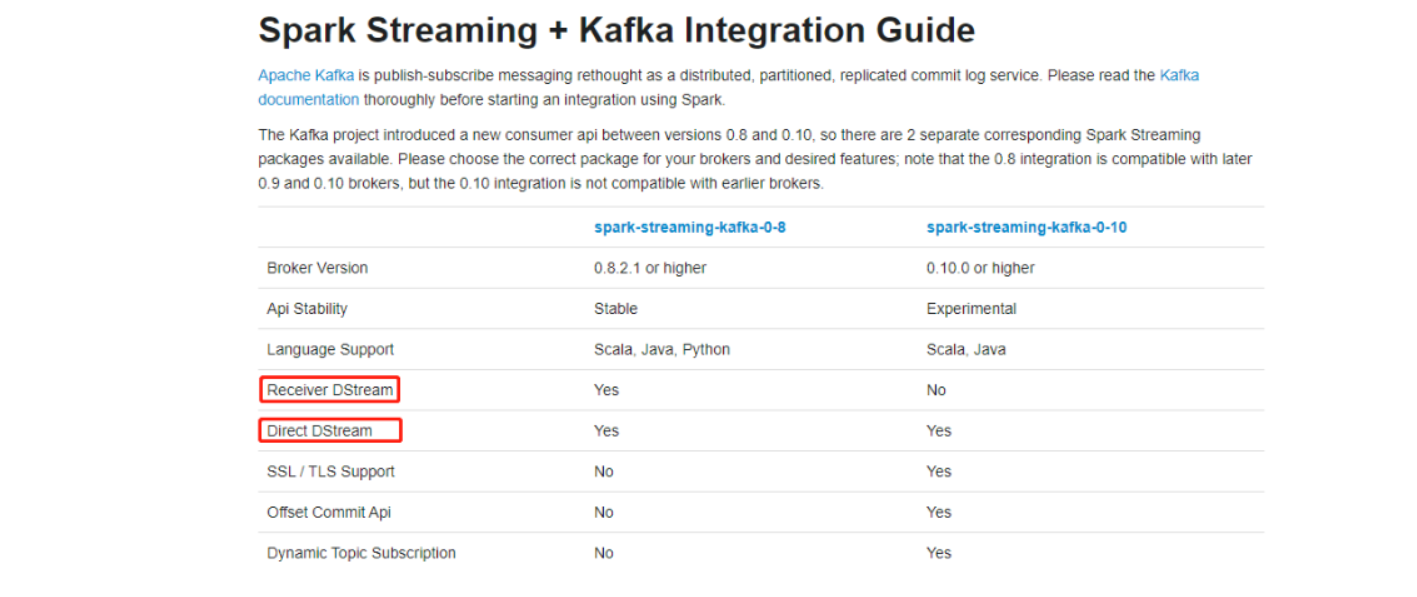 Spark Streaming + Kafka Integration Guide
Apache Kafka is publish-subscribe messaging rethought as a distributed, partitioned, replicated commit log service. Please read the Kafka
documentation thoroughly before starting an integration using Spark.
The Kafka project introduced a new consumer api between versions 0.8 and 0.10, so there are 2 separate corresponding Spark Streaming
packages available. Please choose the correct package for your brokers and desired features; note that the 0.8 integration is compatible with later
0.9 and 0.10 brokers, but the 0.10 integration is not compatible with earlier brokers.
spark-streaming-kafka-0-8 spark-streaming-kafka-0-10
Broker Version 0.8.2.1 or higher 0.10.0 or higher
Api Stability Stable Experimental
Language Support Scala, Java, Python Scala, Java
Receiver DStream Yes No
Direct DStream Yes Yes
SSL / TLS Support No Yes
Offset Commit Api No Yes
Dynamic Topic Subscription No Yes